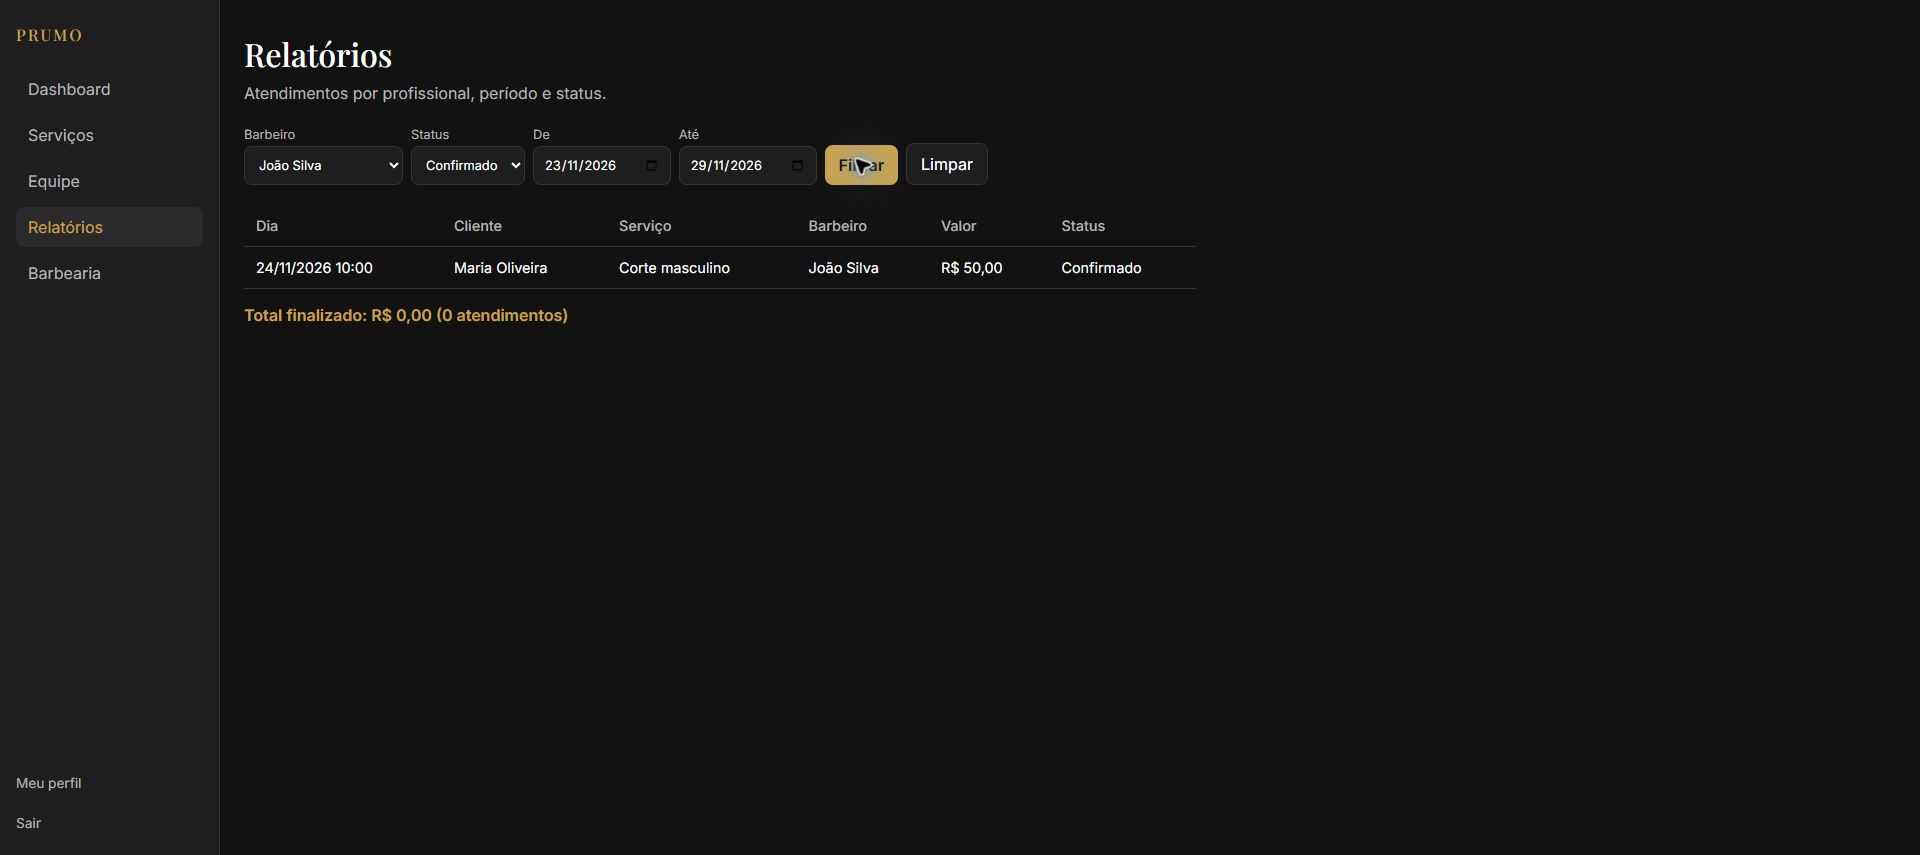 PRUMO
Dashboard
Serviços
Equipe
Relatórios
Barbearia
Meu perfil
Sair
Relatórios
Atendimentos por profissional, período e status.
Barbeiro Status De Até
João Silva Confirmado 23/11/2026 29/11/2026 Limpar
Dia Cliente Serviço Barbeiro Valor Status
24/11/2026 10:00 Maria Oliveira Corte masculino João Silva R$ 50,00 Confirmado
Total finalizado: R$ 0,00 (0 atendimentos)